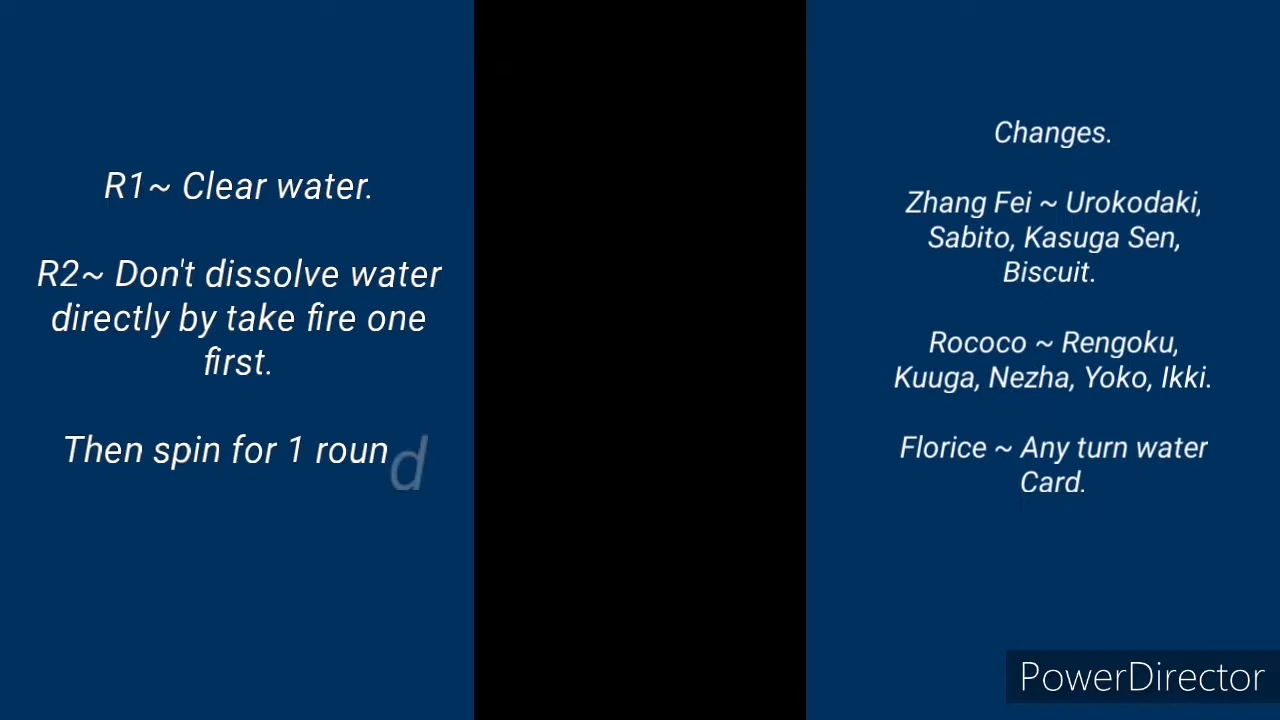 R1~ Clear water.
R2~ Don't dissolve water
directly by take fire one
first.
Then spin for 1 round
Changes.
Zhang Fei ~ Urokodaki,
Sabito, Kasuga Sen,
Biscuit.
Rococo ~ Rengoku,
Kuuga, Nezha, Yoko, Ikki.
Florice ~ Any turn water
Card.
PowerDirector